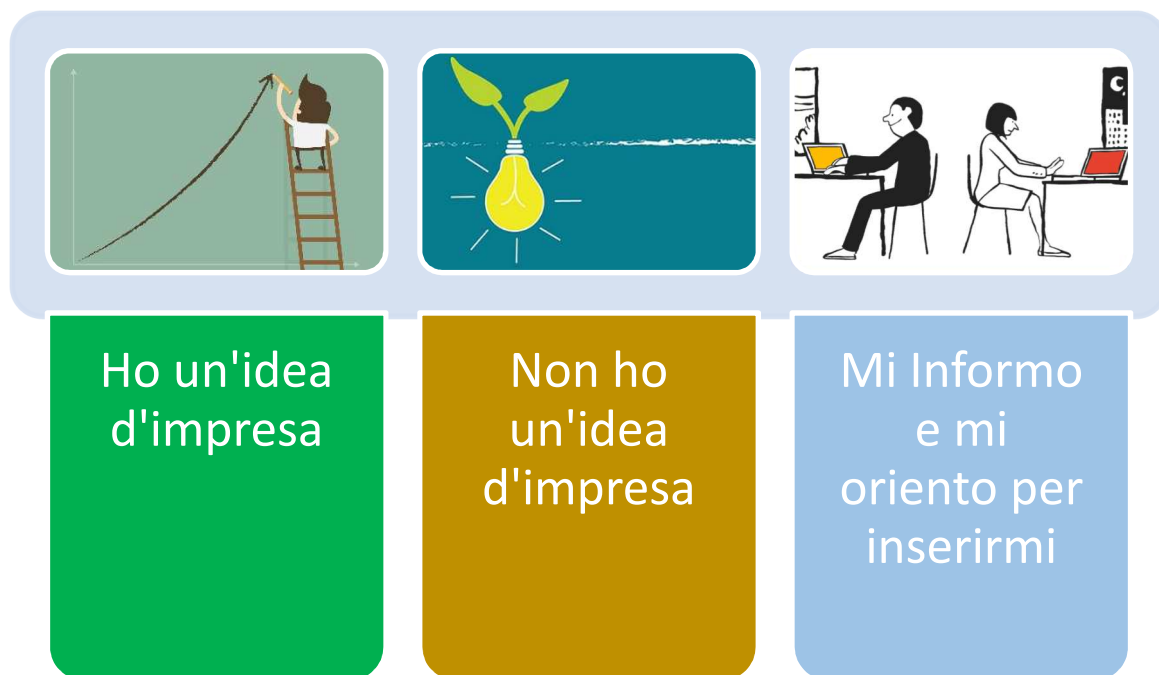 Ho un'idea
d'impresa
Non ho
un'idea
d'impresa
Mi Informo
e mi
oriento per
inserirmi